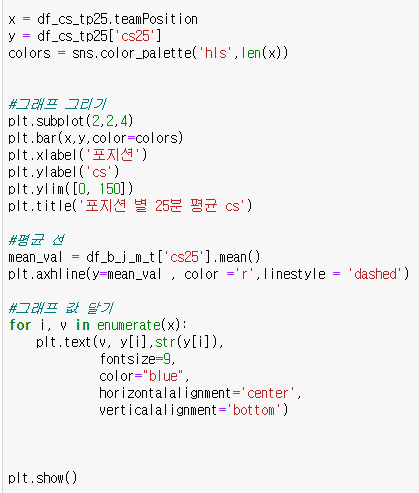 x = df_cs_tp25.teamPosition
y = df_cs_tp25['cs25']
colors = sns.color_palette('hls',len(x))
#그래프 그리기
plt.subplot(2,2,4)
plt.bar(x,y,color=colors)
plt.xlabel('포지션')
plt.ylabel('cs')
plt.ylim([0, 150])
plt.title('포지션 별 25분 평균 cs')
#평균 선
mean_val = df_b_j_m_t['cs25'].mean()
plt.axhline(y=mean_val , color ='r',linestyle = 'dashed')
#그래프 값 달기
for i, v in enumerate(x):
    plt.text(v, y[i],str(y[i]),
             fontsize=9,
             color="blue",
             horizontalalignment='center',
             verticalalignment='bottom')
plt.show()